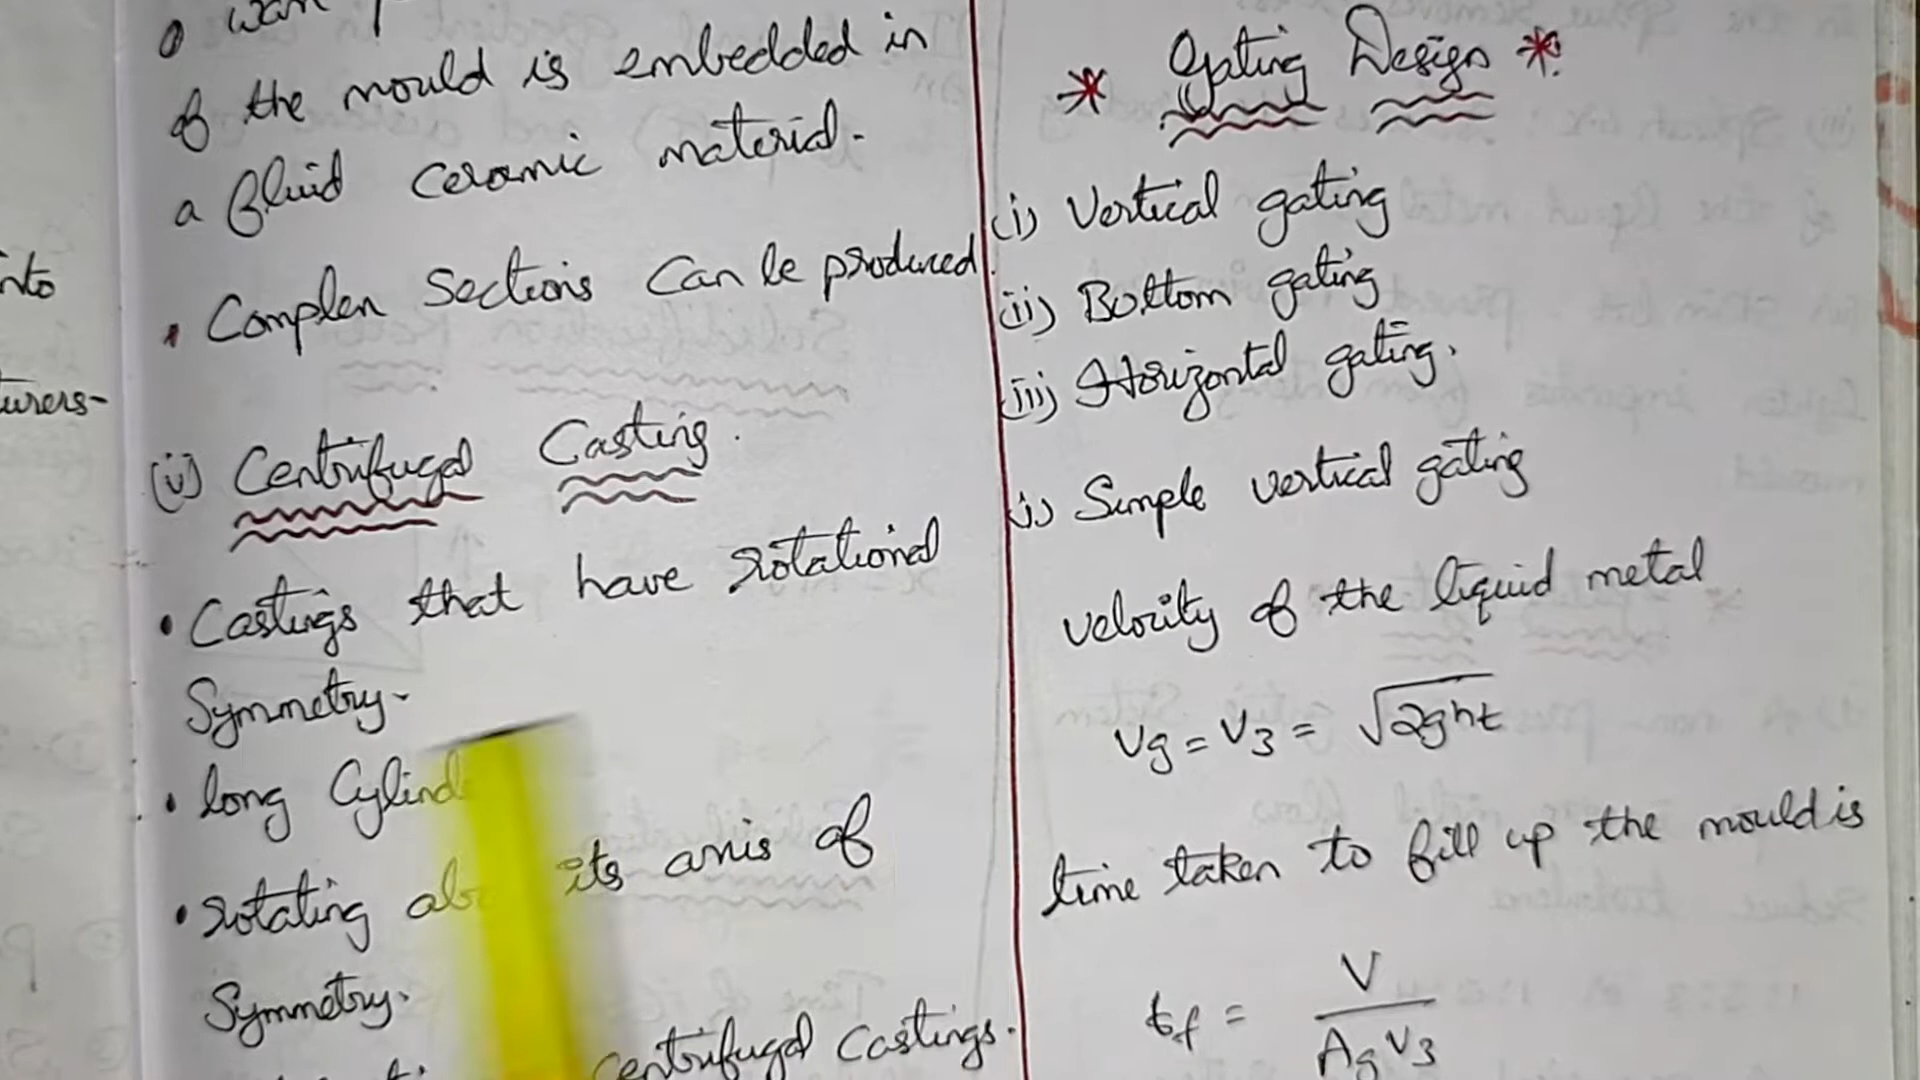 into
turers-
of the mould is embedded in
a fluid ceramic material.
• Complex Sections Can be produced.
(v) Centrifugal Casting.
• Castings that have rotational
Symmetry.
• long
• rotating its axis of
Symmetry.
centrifugal castings.
* Gating Design *
(i) Vertical gating
(ii) Bottom gating
(iii) Horizontal gating.
(i) Simple vertical gating
velocity of the liquid metal
Vg = V3 = √2ght
time taken to fill up the mould is
tf = V / Ag V3